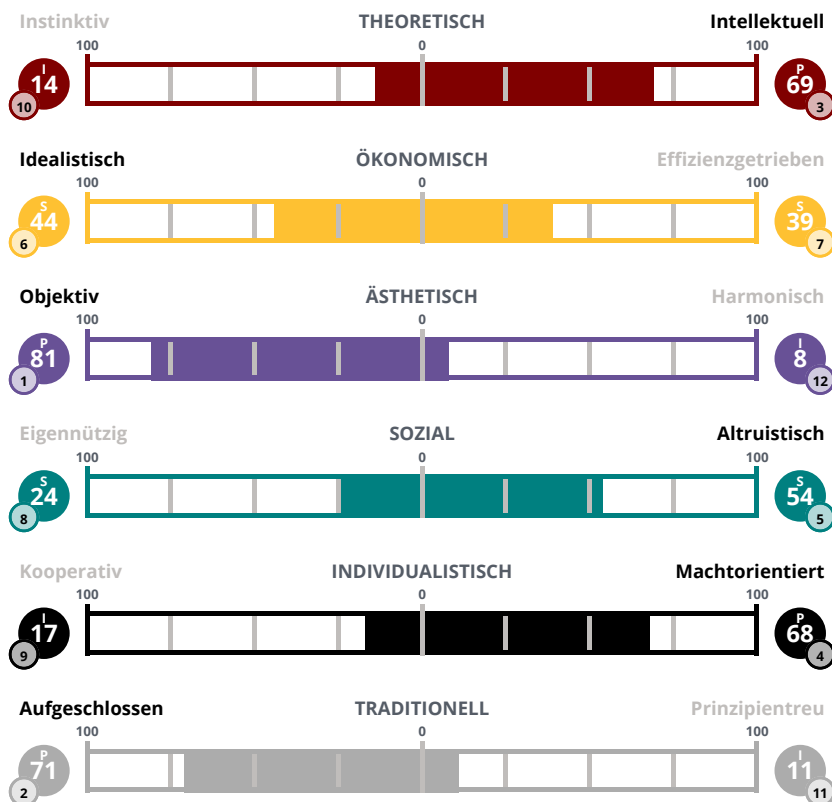 Instinktiv THEORETISCH Intellektuell
100 0 100
I P
14 69
10 3
Idealistisch ÖKONOMISCH Effizienzgetrieben
100 0 100
S S
44 39
6 7
Objektiv ÄSTHETISCH Harmonisch
100 0 100
P I
81 8
1 12
Eigennützig SOZIAL Altruistisch
100 0 100
S S
24 54
8 5
Kooperativ INDIVIDUALISTISCH Machtorientiert
100 0 100
I P
17 68
9 4
Aufgeschlossen TRADITIONELL Prinzipientreu
100 0 100
P I
71 11
2 11